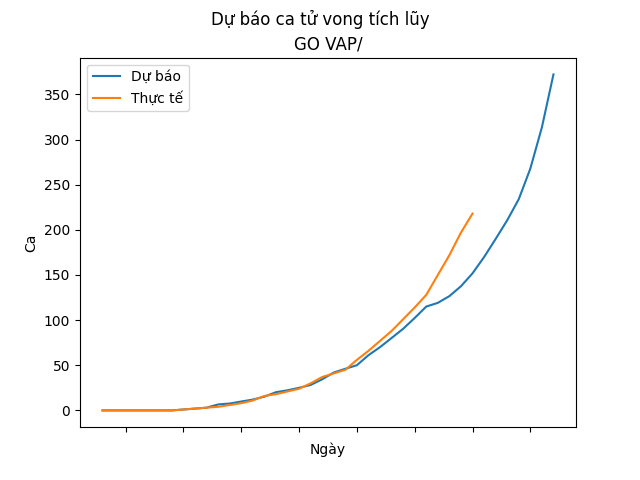 Dự báo ca tử vong tích lũy
GO VAP/
Dự báo
Thực tế
350
300
250
200
150
100
50
0
Ca
Ngày